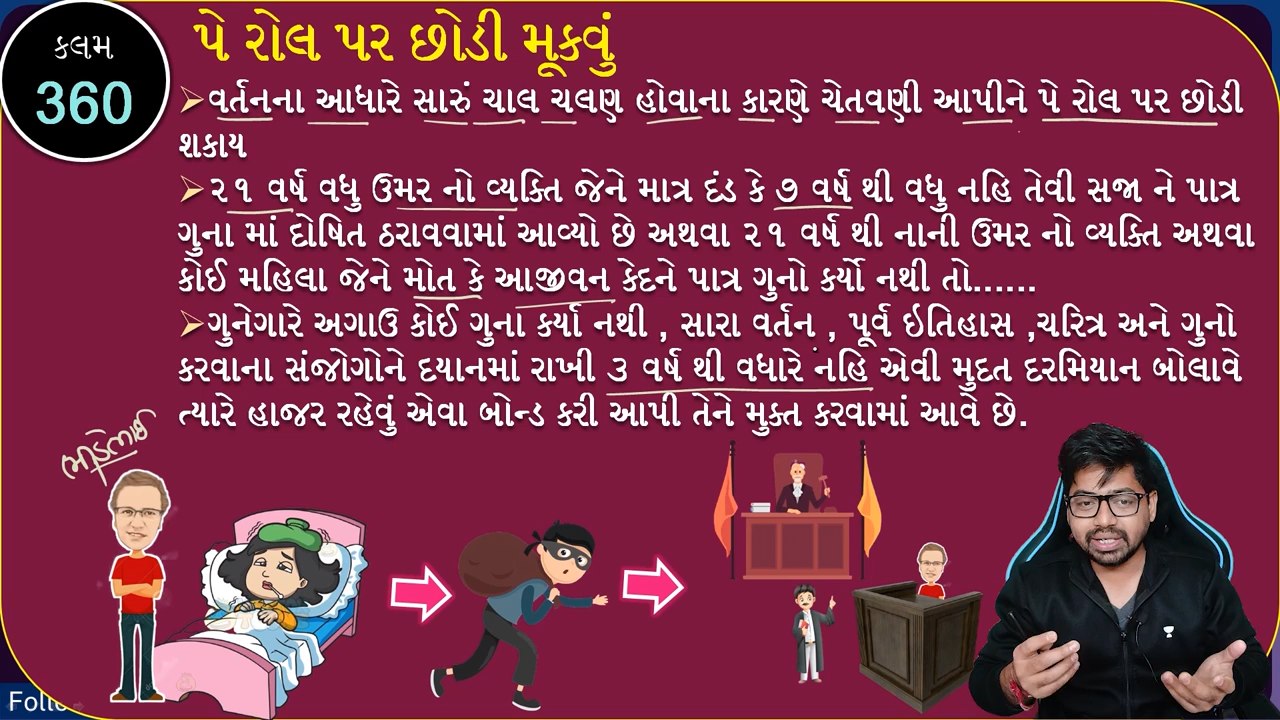 કલમ
360
પે રોલ પર છોડી મૂકવું
➢વર્તનના આધારે સારું ચાલ ચલણ હોવાના કારણે ચેતવણી આપીને પે રોલ પર છોડી
શકાય
➢૨૧ વર્ષ વધુ ઉમર નો વ્યક્તિ જેને માત્ર દંડ કે ૭ વર્ષ થી વધુ નહિ તેવી સજા ને પાત્ર
ગુના માં દોષિત ઠરાવવામાં આવ્યો છે અથવા ૨૧ વર્ષ થી નાની ઉમર નો વ્યક્તિ અથવા
કોઈ મહિલા જેને મોત કે આજીવન કેદને પાત્ર ગુનો કર્યો નથી તો......
➢ગુનેગારે અગાઉ કોઈ ગુના કર્યા નથી , સારા વર્તન , પૂર્વ ઇતિહાસ ,ચરિત્ર અને ગુનો
કરવાના સંજોગોને દયાનમાં રાખી ૩ વર્ષ થી વધારે નહિ એવી મુદત દરમિયાન બોલાવે
ત્યારે હાજર રહેવું એવા બોન્ડ કરી આપી તેને મુક્ત કરવામાં આવે છે.